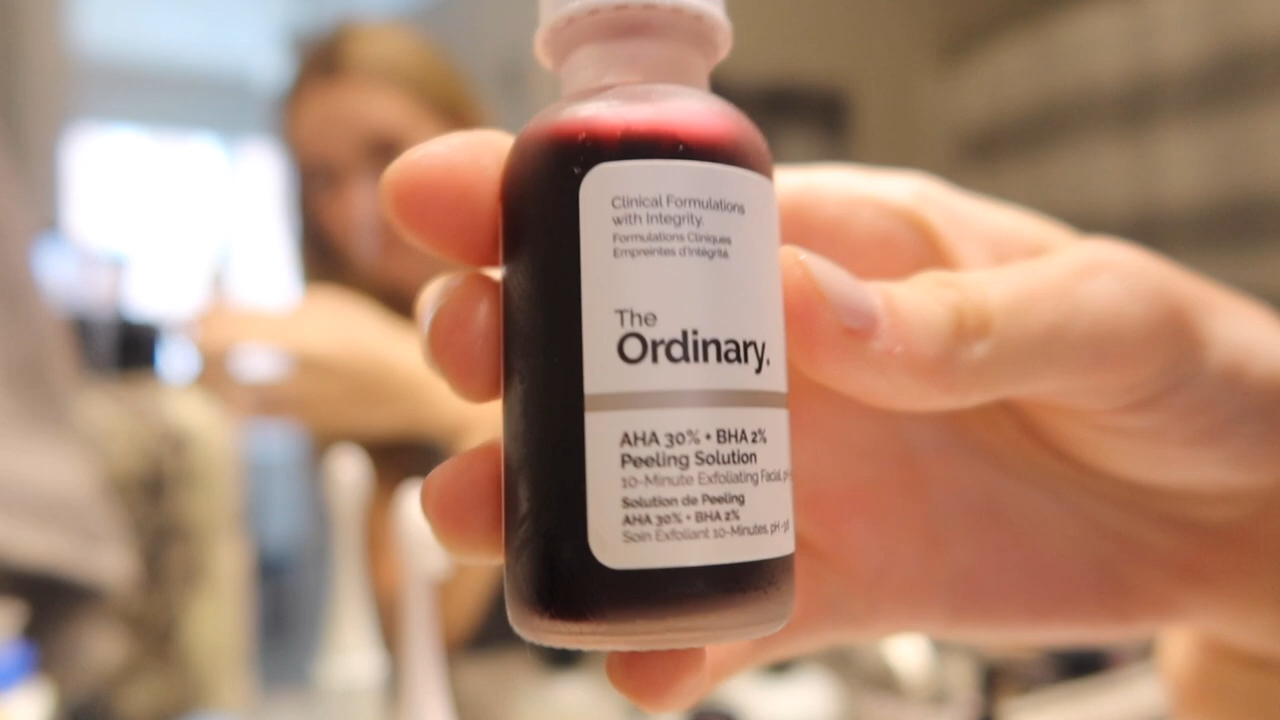 Clinical Formulations
with Integrity.
Formulations Cliniques
Empreintes d'Intégrité.
The
Ordinary.
AHA 30% + BHA 2%
Peeling Solution
10-Minute Exfoliating Facial,
Solution de Peeling
AHA 30% + BHA 2%
Soin Exfoliant 10-Minutes, pH